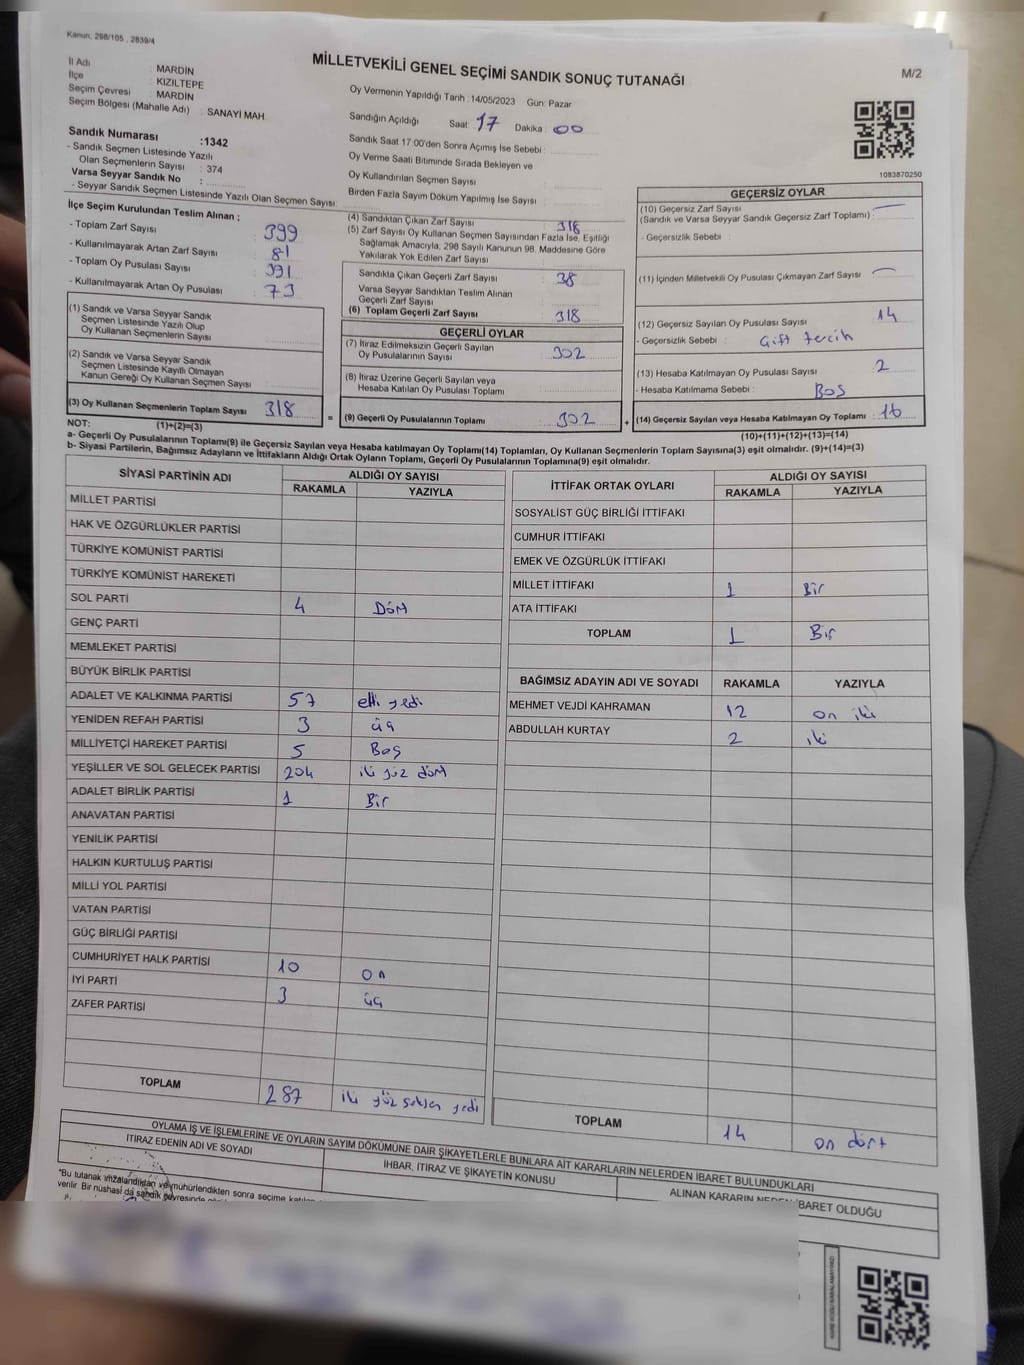 Kanun, 298/105 , 2839/4
MİLLETVEKİLİ GENEL SEÇİMİ SANDIK SONUÇ TUTANAĞI
M/2
İl Adı : MARDİN
İlçe : KIZILTEPE
Seçim Çevresi : MARDİN
Seçim Bölgesi (Mahalle Adı) : SANAYİ MAH.
Sandık Numarası :1342
- Sandık Seçmen Listesinde Yazılı
Olan Seçmenlerin Sayısı : 374
Varsa Seyyar Sandık No :
- Seyyar Sandık Seçmen Listesinde Yazılı Olan Seçmen Sayısı:
Oy Vermenin Yapıldığı Tarih :14/05/2023 Gün: Pazar
Sandığın Açıldığı Saat: 17 Dakika: 00
Sandık Saat 17:00'den Sonra Açımış İse Sebebi :
Oy Verme Saati Bitiminde Sırada Bekleyen ve
Oy Kullandırılan Seçmen Sayısı
Birden Fazla Sayım Döküm Yapılmış İse Sayısı :
1083870250
İlçe Seçim Kurulundan Teslim Alınan ;
- Toplam Zarf Sayısı : 399
- Kullanılmayarak Artan Zarf Sayısı : 81
- Toplam Oy Pusulası Sayısı : 391
- Kullanılmayarak Artan Oy Pusulası : 73
(1) Sandık ve Varsa Seyyar Sandık
Seçmen Listesinde Yazılı Olup
Oy Kullanan Seçmenlerin Sayısı :
(2) Sandık ve Varsa Seyyar Sandık
Seçmen Listesinde Kayıtlı Olmayan
Kanun Gereği Oy Kullanan Seçmen Sayısı :
(3) Oy Kullanan Seçmenlerin Toplam Sayısı : 318
(1)+(2)=(3)
(4) Sandıktan Çıkan Zarf Sayısı : 318
(5) Zarf Sayısı Oy Kullanan Seçmen Sayısından Fazla İse, Eşitliği
Sağlamak Amacıyla, 298 Sayılı Kanunun 98. Maddesine Göre
Yakılarak Yok Edilen Zarf Sayısı :
Sandıkta Çıkan Geçerli Zarf Sayısı : 38
Varsa Seyyar Sandıktan Teslim Alınan
Geçerli Zarf Sayısı :
(6) Toplam Geçerli Zarf Sayısı : 318
GEÇERLİ OYLAR
(7) İtiraz Edilmeksizin Geçerli Sayılan
Oy Pusulalarının Sayısı : 302
(8) İtiraz Üzerine Geçerli Sayılan veya
Hesaba Katılan Oy Pusulası Toplamı :
= (9) Geçerli Oy Pusulalarının Toplamı : 302 +
GEÇERSİZ OYLAR
(10) Geçersiz Zarf Sayısı
(Sandık ve Varsa Seyyar Sandık Geçersiz Zarf Toplamı) : —
- Geçersizlik Sebebi :
(11) İçinden Milletvekili Oy Pusulası Çıkmayan Zarf Sayısı : —
(12) Geçersiz Sayılan Oy Pusulası Sayısı : 14
- Geçersizlik Sebebi : Çift tercih
(13) Hesaba Katılmayan Oy Pusulası Sayısı : 2
- Hesaba Katılmama Sebebi : BOŞ
(14) Geçersiz Sayılan veya Hesaba Katılmayan Oy Toplamı : 16
(10)+(11)+(12)+(13)=(14)
NOT:
a- Geçerli Oy Pusulalarının Toplamı(9) ile Geçersiz Sayılan veya Hesaba katılmayan Oy Toplamı(14) Toplamları, Oy Kullanan Seçmenlerin Toplam Sayısına(3) eşit olmalıdır. (9)+(14)=(3)
b- Siyasi Partilerin, Bağımsız Adayların ve İttifakların Aldığı Ortak Oyların Toplamı, Geçerli Oy Pusulalarının Toplamına(9) eşit olmalıdır.
SİYASİ PARTİNİN ADI ALDIĞI OY SAYISI
RAKAMLA YAZIYLA
MİLLET PARTİSİ
HAK VE ÖZGÜRLÜKLER PARTİSİ
TÜRKİYE KOMÜNİST PARTİSİ
TÜRKİYE KOMÜNİST HAREKETİ
SOL PARTİ 4 Dört
GENÇ PARTİ
MEMLEKET PARTİSİ
BÜYÜK BİRLİK PARTİSİ
ADALET VE KALKINMA PARTİSİ 57 elli yedi
YENİDEN REFAH PARTİSİ 3 üç
MİLLİYETÇİ HAREKET PARTİSİ 5 Beş
YEŞİLLER VE SOL GELECEK PARTİSİ 204 iki yüz dört
ADALET BİRLİK PARTİSİ 1 Bir
ANAVATAN PARTİSİ
YENİLİK PARTİSİ
HALKIN KURTULUŞ PARTİSİ
MİLLİ YOL PARTİSİ
VATAN PARTİSİ
GÜÇ BİRLİĞİ PARTİSİ
CUMHURİYET HALK PARTİSİ 10 on
İYİ PARTİ 3 üç
ZAFER PARTİSİ
TOPLAM 287 iki yüz seksen yedi
İTTİFAK ORTAK OYLARI ALDIĞI OY SAYISI
RAKAMLA YAZIYLA
SOSYALİST GÜÇ BİRLİĞİ İTTİFAKI
CUMHUR İTTİFAKI
EMEK VE ÖZGÜRLÜK İTTİFAKI
MİLLET İTTİFAKI 1 Bir
ATA İTTİFAKI
TOPLAM 1 Bir
BAĞIMSIZ ADAYIN ADI VE SOYADI RAKAMLA YAZIYLA
MEHMET VEJDİ KAHRAMAN 12 on iki
ABDULLAH KURTAY 2 iki
TOPLAM 14 on dört
OYLAMA İŞ VE İŞLEMLERİNE VE OYLARIN SAYIM DÖKÜMÜNE DAİR ŞİKAYETLERLE BUNLARA AİT KARARLARIN NELERDEN İBARET BULUNDUKLARI
İTİRAZ EDENİN ADI VE SOYADI İHBAR, İTİRAZ VE ŞİKAYETİN KONUSU ALINAN KARARIN NEDEN İBARET OLDUĞU
"Bu tutanak imzalandıktan ve mühürlendikten sonra seçime
verilir. Bir nüshası da sandık çevresinde